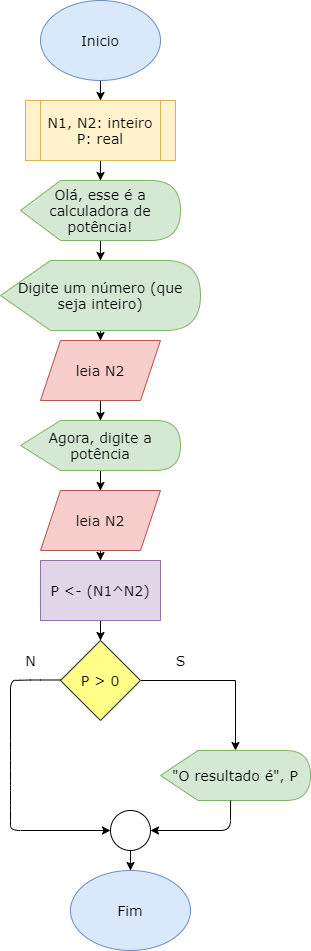 Inicio
N1, N2: inteiro
P: real
Olá, esse é a
calculadora de
potência!
Digite um número (que
seja inteiro)
leia N2
Agora, digite a
potência
leia N2
P <- (N1^N2)
N
S
P > 0
"O resultado é", P
Fim